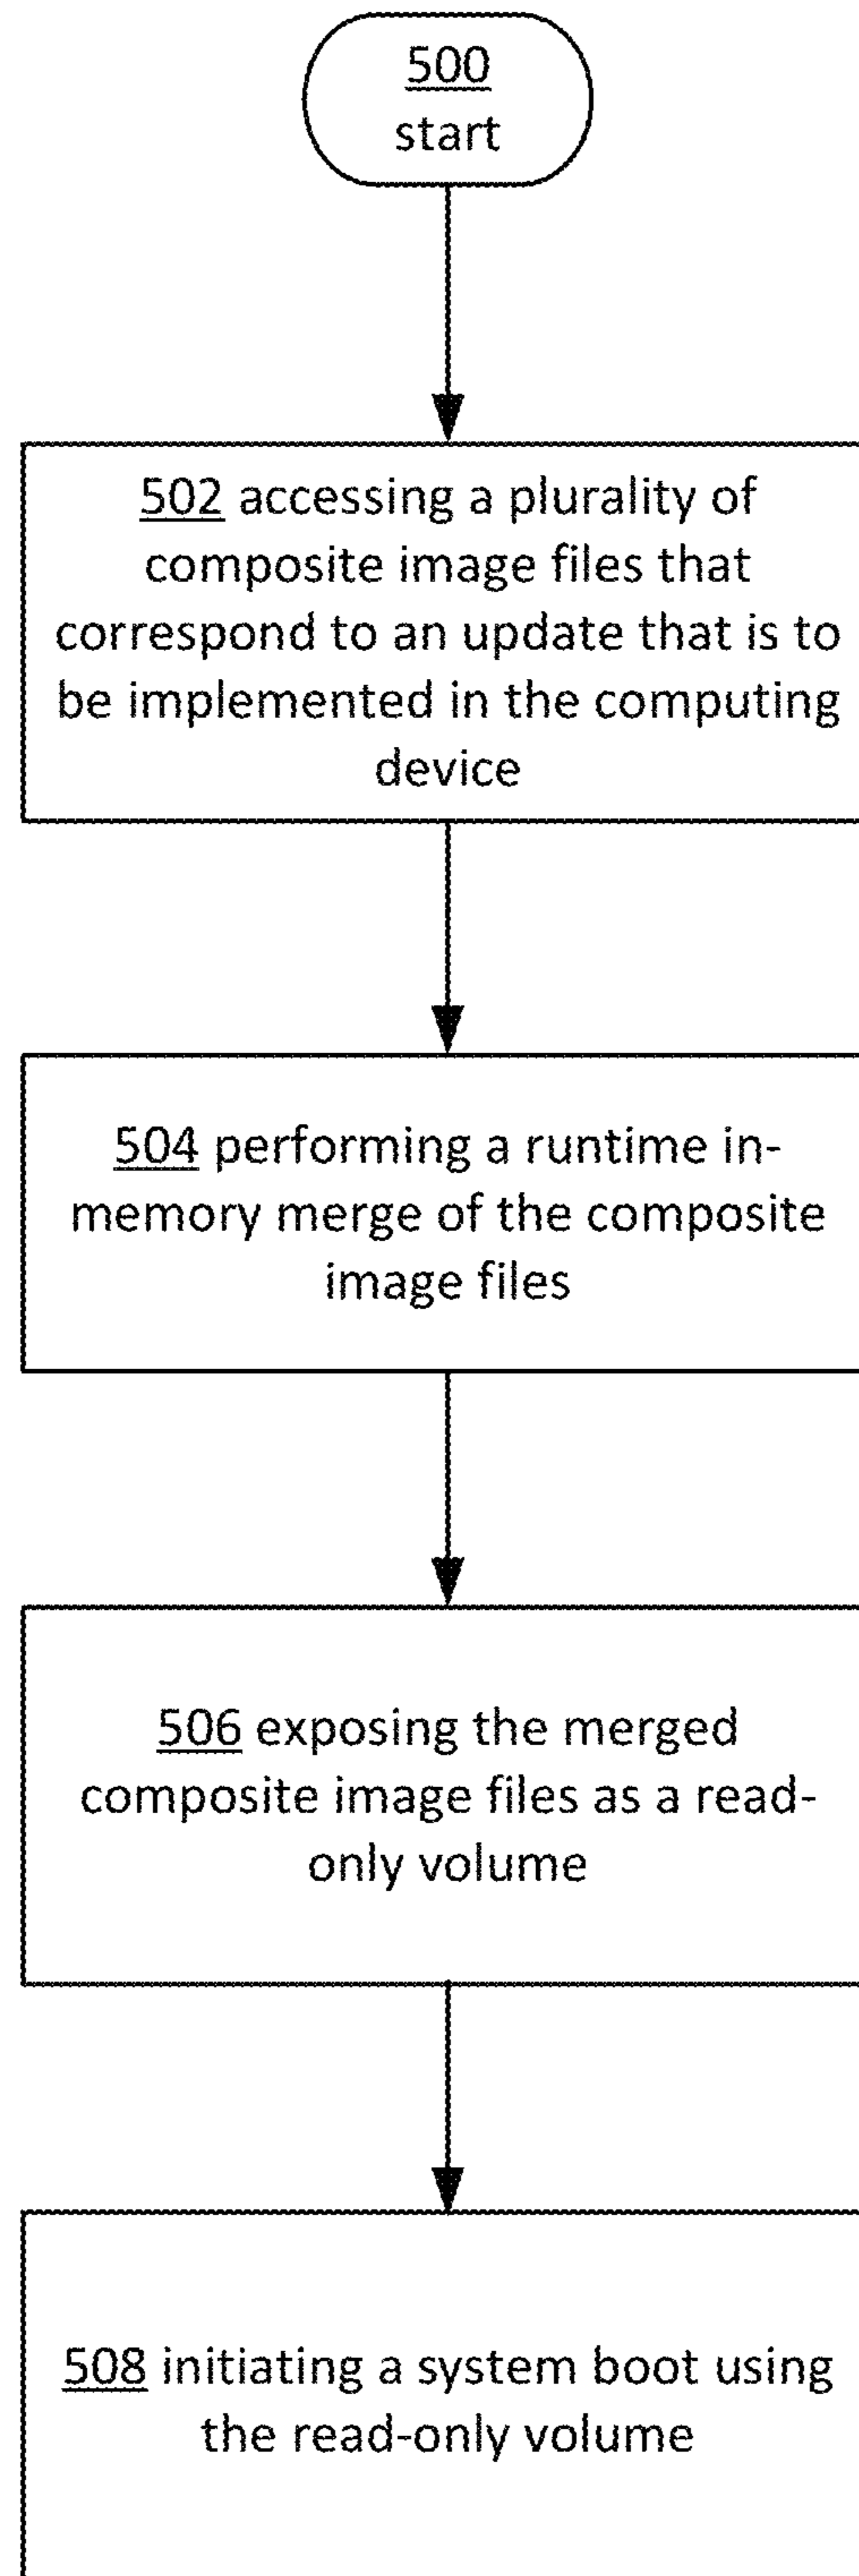 500
start
502 accessing a plurality of
composite image files that
correspond to an update that is to
be implemented in the computing
device
504 performing a runtime in-
memory merge of the composite
image files
506 exposing the merged
composite image files as a read-
only volume
508 initiating a system boot using
the read-only volume